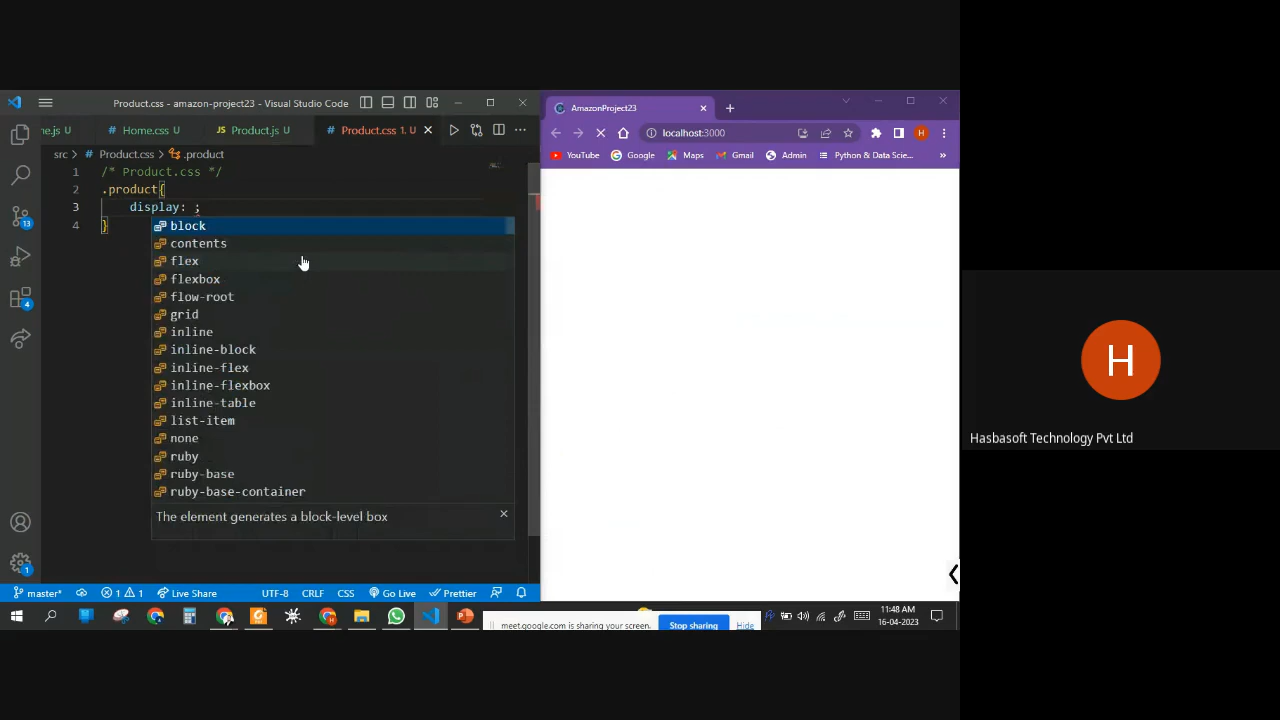 Product.css - amazon-project23 - Visual Studio Code
AmazonProject23
ne.js U
Home.css U
Product.js U
Product.css 1, U
localhost:3000
src > Product.css > .product
YouTube
Google
Maps
Gmail
Admin
Python & Data Scie...
1 /* Product.css */
2 .product{
3 display: ;
4 }
block
contents
flex
flexbox
flow-root
grid
inline
inline-block
inline-flex
inline-flexbox
inline-table
list-item
none
ruby
ruby-base
ruby-base-container
The element generates a block-level box
13
4
1
H
H
Hasbasoft Technology Pvt Ltd
master*
1
1
Live Share
UTF-8
CRLF
CSS
Go Live
Prettier
meet.google.com is sharing your screen.
Stop sharing
Hide
11:48 AM
16-04-2023